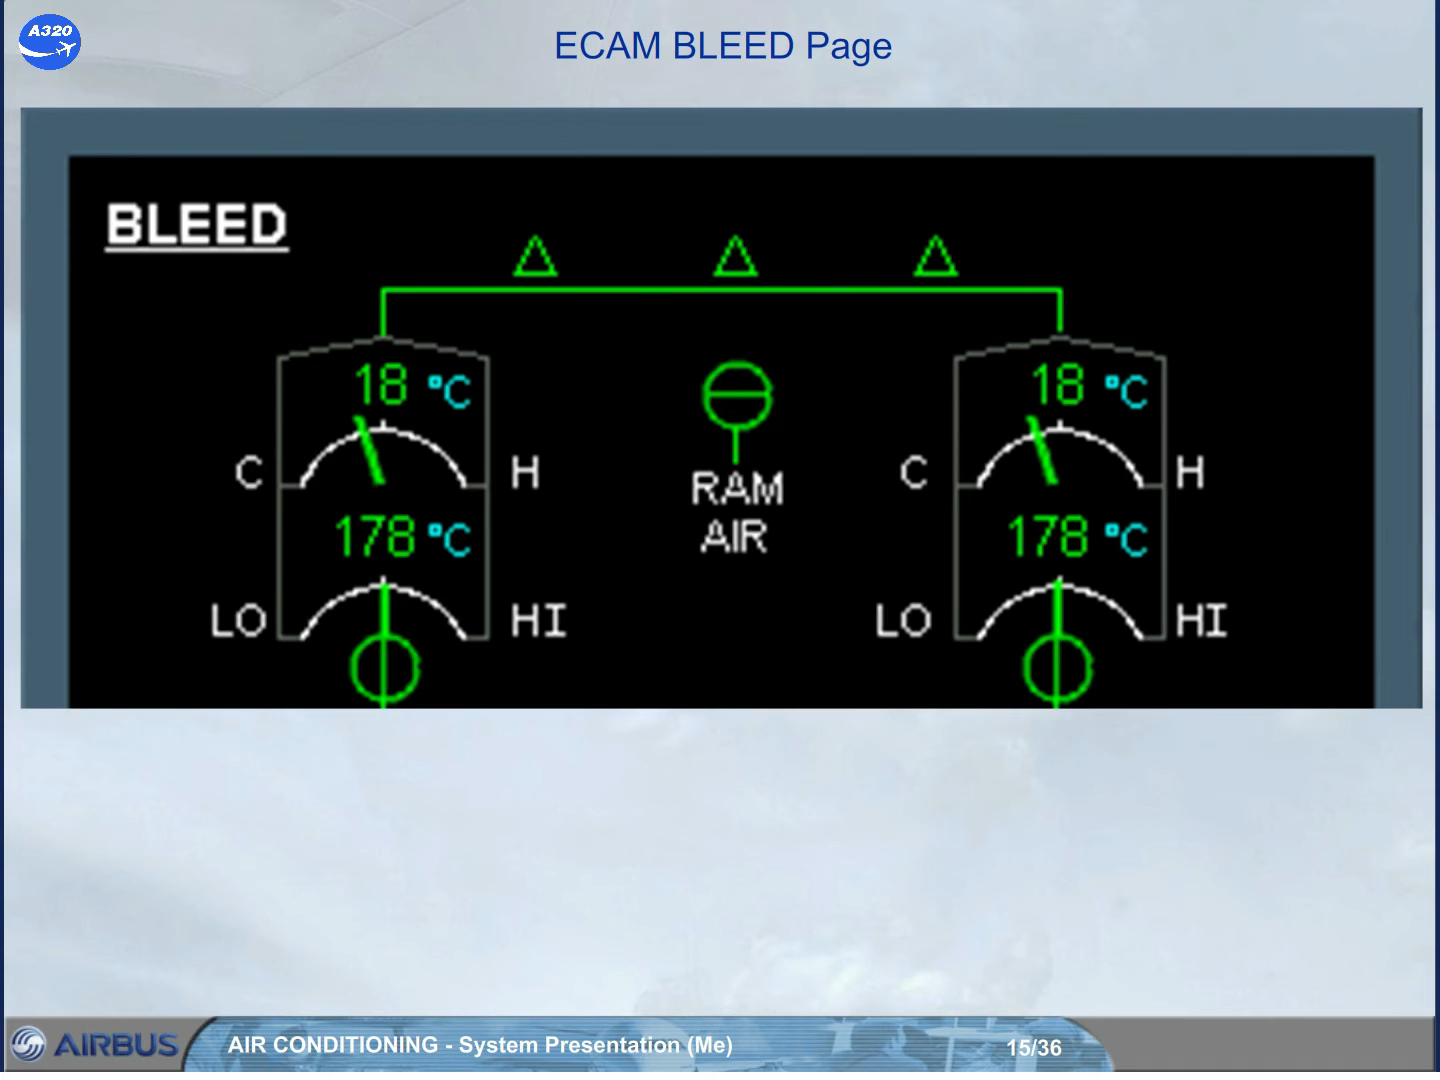 A320
ECAM BLEED Page
BLEED
18 °C
18 °C
C
H
C
H
RAM
AIR
178 °C
178 °C
LO
HI
LO
HI
AIRBUS
AIR CONDITIONING - System Presentation (Me)
15/36